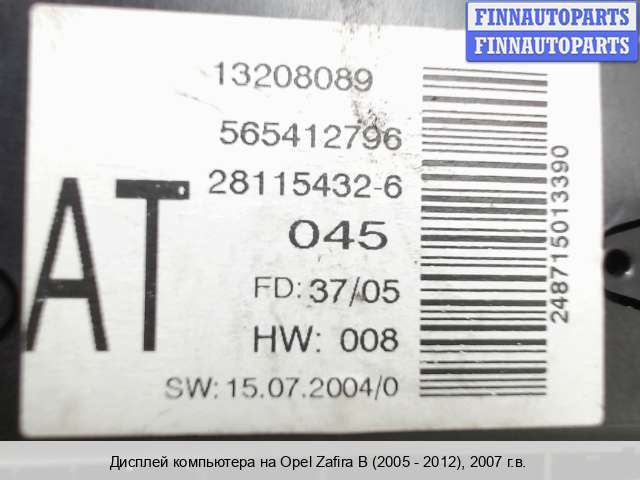 FINNAUTOPARTS
FINNAUTOPARTS
13208089
565412796
28115432-6
AT
045
FD: 37/05
HW: 008
SW: 15.07.2004/0
248715013390
Дисплей компьютера на Opel Zafira B (2005 - 2012), 2007 г.в.